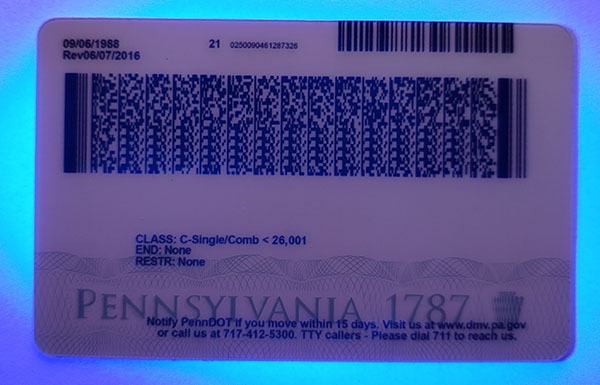 09/06/1988 21 0250090461287326
Rev06/07/2016
CLASS: C-Single/Comb < 26,001
END: None
RESTR: None
PENNSYLVANIA 1787
Notify PennDOT if you move within 15 days. Visit us at www.dmv.pa.gov
or call us at 717-412-5300. TTY callers - Please dial 711 to reach us.